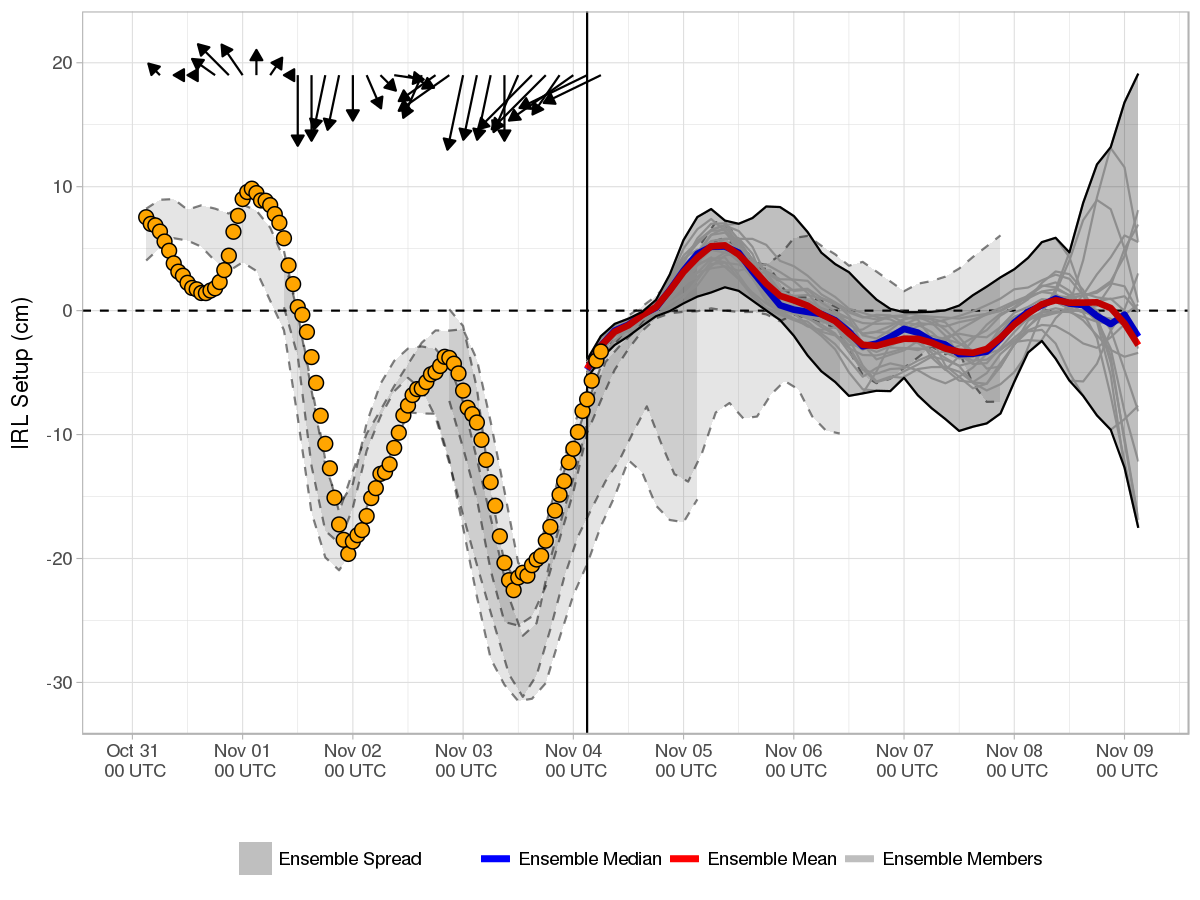 IRL Setup (cm)
20
10
0
-10
-20
-30
Oct 31 Nov 01 Nov 02 Nov 03 Nov 04 Nov 05 Nov 06 Nov 07 Nov 08 Nov 09
00 UTC 00 UTC 00 UTC 00 UTC 00 UTC 00 UTC 00 UTC 00 UTC 00 UTC 00 UTC
Ensemble Spread Ensemble Median Ensemble Mean Ensemble Members